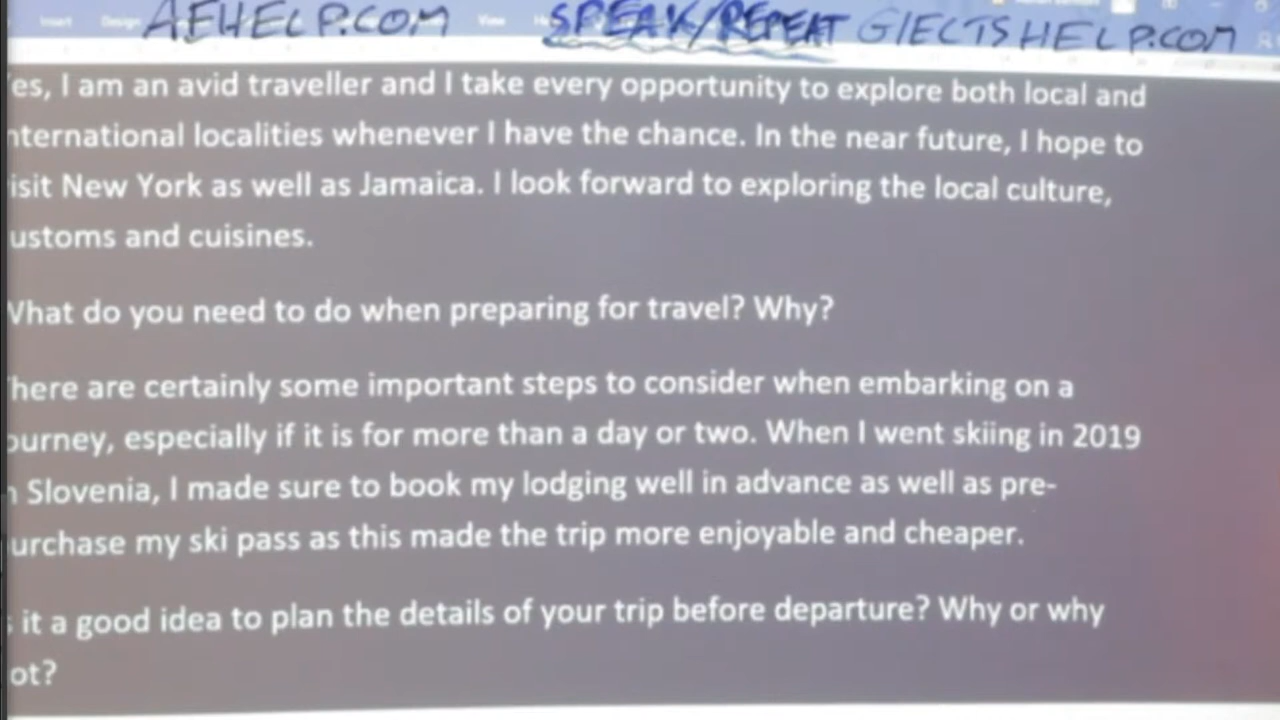 Insert Design View
AEHELP.COM SPEAK/REPEAT GIELTSHELP.COM
es, I am an avid traveller and I take every opportunity to explore both local and
nternational localities whenever I have the chance. In the near future, I hope to
isit New York as well as Jamaica. I look forward to exploring the local culture,
ustoms and cuisines.
What do you need to do when preparing for travel? Why?
here are certainly some important steps to consider when embarking on a
ourney, especially if it is for more than a day or two. When I went skiing in 2019
n Slovenia, I made sure to book my lodging well in advance as well as pre-
urchase my ski pass as this made the trip more enjoyable and cheaper.
s it a good idea to plan the details of your trip before departure? Why or why
ot?